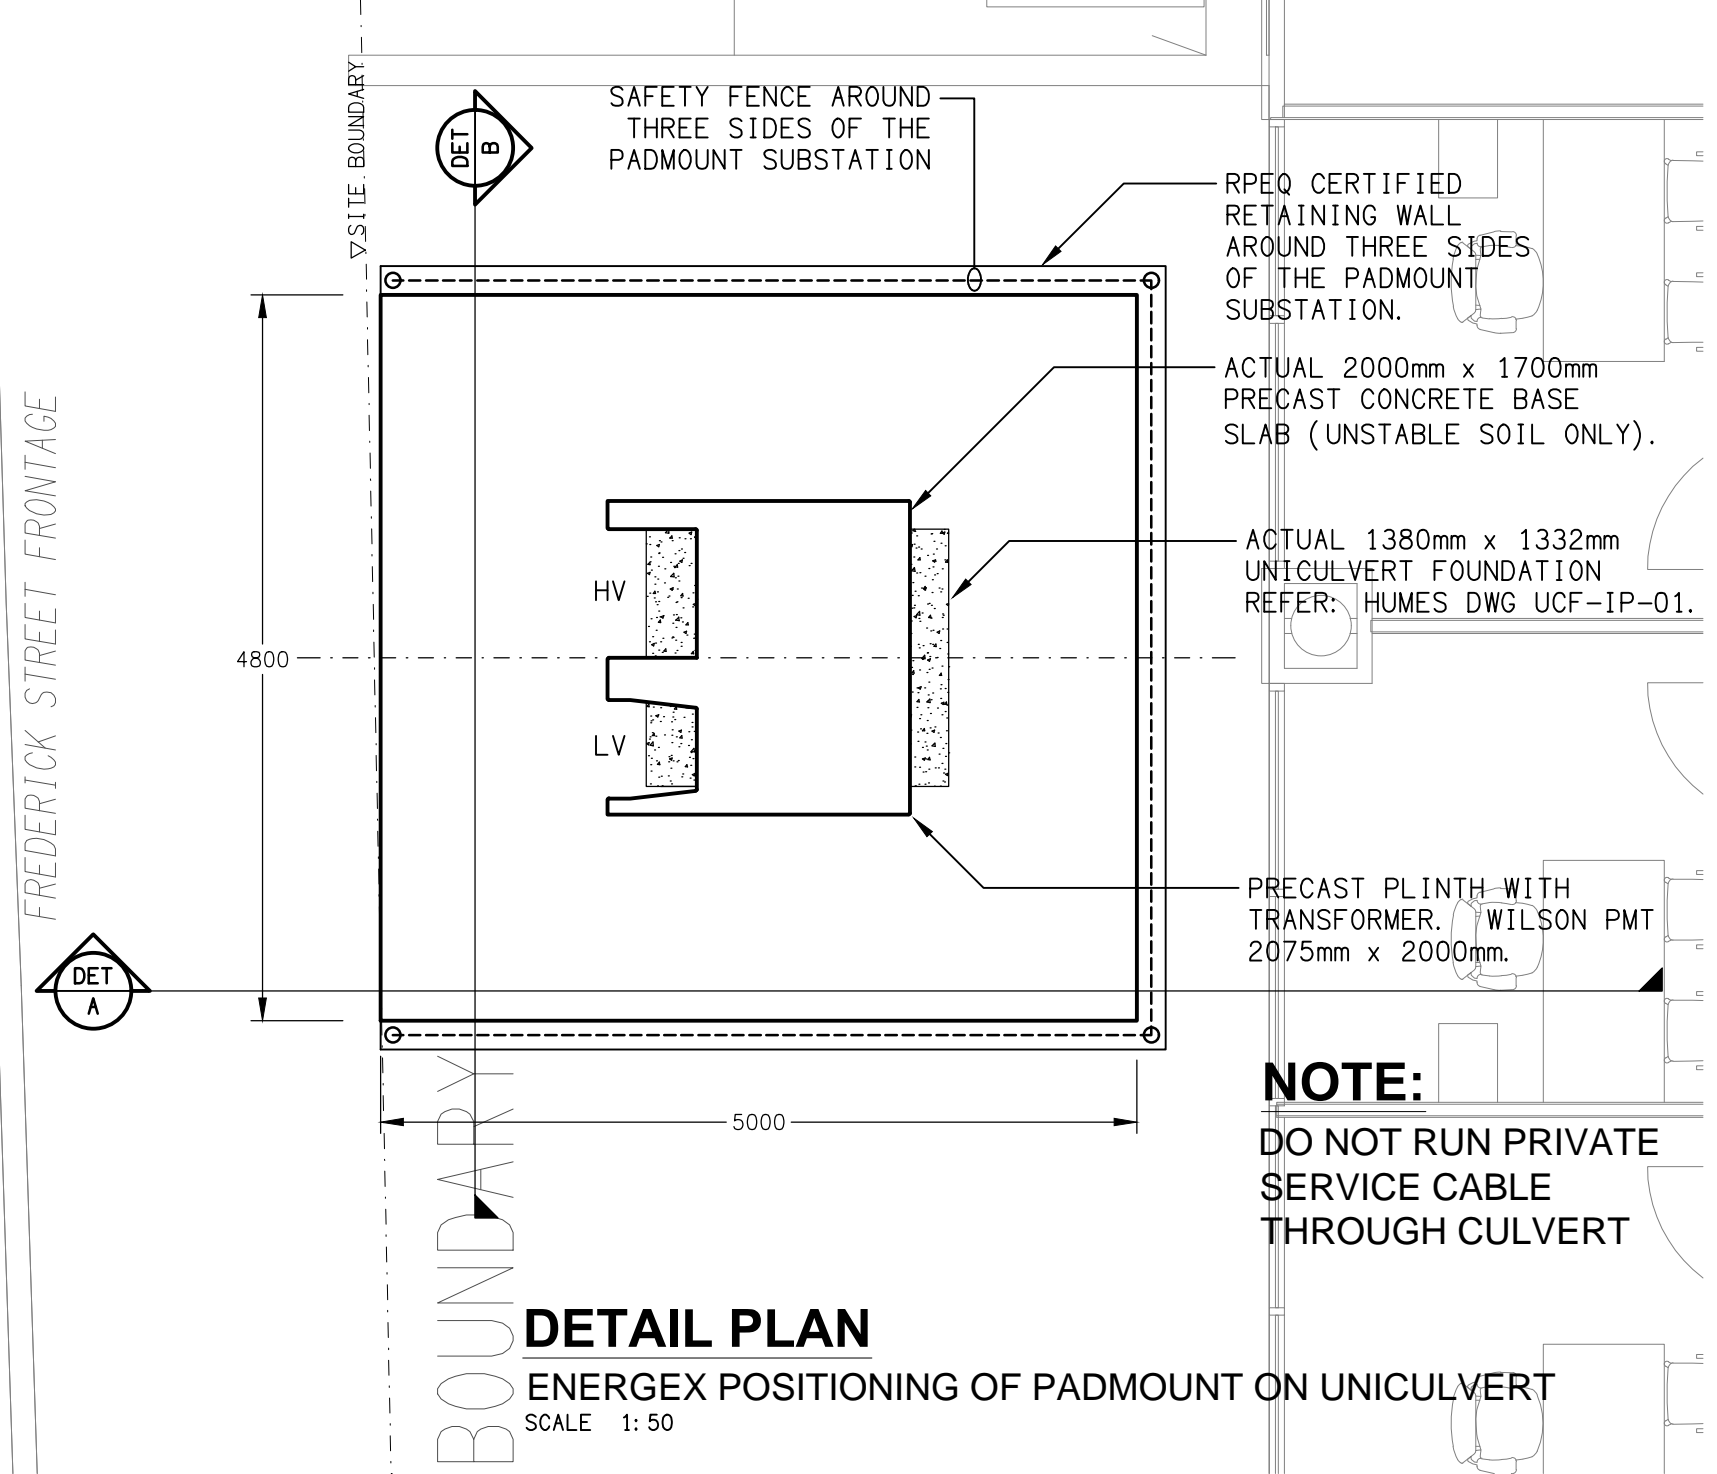 SAFETY FENCE AROUND
THREE SIDES OF THE
PADMOUNT SUBSTATION
DET
B
SITE BOUNDARY
RPEQ CERTIFIED
RETAINING WALL
AROUND THREE SIDES
OF THE PADMOUNT
SUBSTATION.
ACTUAL 2000mm x 1700mm
PRECAST CONCRETE BASE
SLAB (UNSTABLE SOIL ONLY).
ACTUAL 1380mm x 1332mm
UNICULVERT FOUNDATION
REFER: HUMES DWG UCF-IP-01.
HV
4800
LV
FREDERICK STREET FRONTAGE
PRECAST PLINTH WITH
TRANSFORMER. WILSON PMT
2075mm x 2000mm.
DET
A
5000
BOUNDARY
NOTE:
DO NOT RUN PRIVATE
SERVICE CABLE
THROUGH CULVERT
DETAIL PLAN
ENERGEX POSITIONING OF PADMOUNT ON UNICULVERT
SCALE 1:50